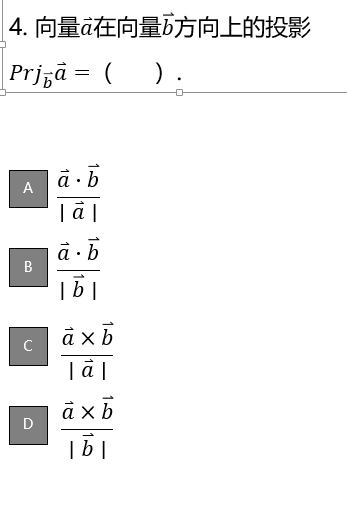 4. 向量a⃗在向量b⃗方向上的投影
Prj_b⃗ a⃗ = (    ) .
A (a⃗ · b⃗) / | a⃗ |
B (a⃗ · b⃗) / | b⃗ |
C (a⃗ × b⃗) / | a⃗ |
D (a⃗ × b⃗) / | b⃗ |